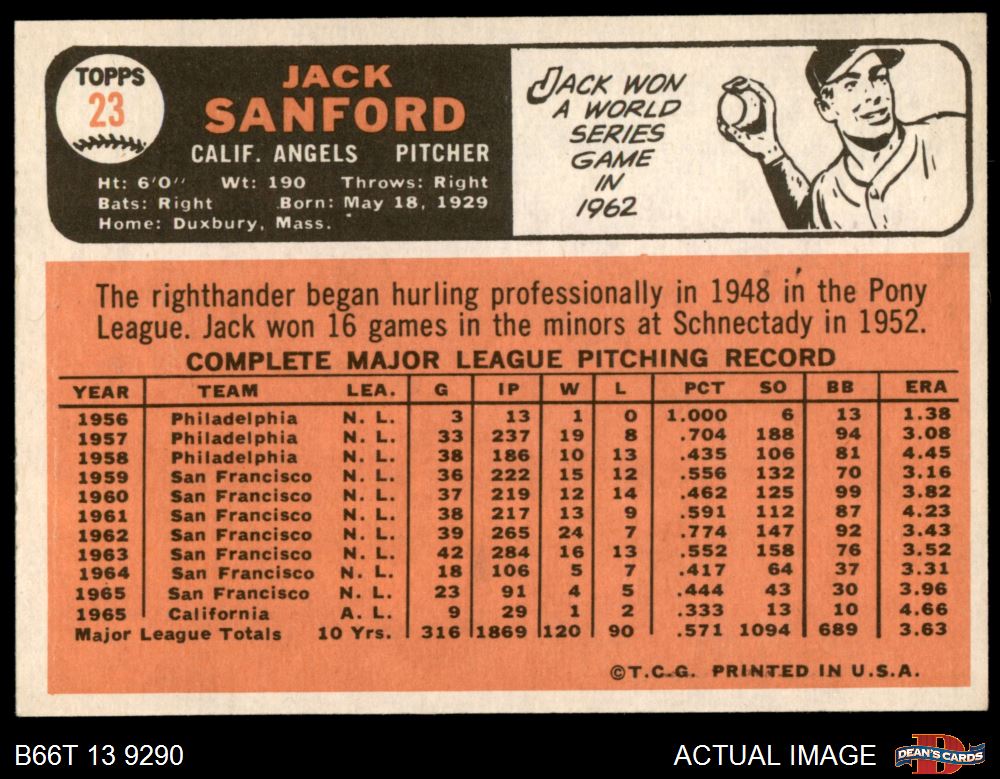 TOPPS
23
JACK
SANFORD
CALIF. ANGELS PITCHER
Ht: 6'0" Wt: 190 Throws: Right
Bats: Right Born: May 18, 1929
Home: Duxbury, Mass.
JACK WON
A WORLD
SERIES
GAME
IN
1962
The righthander began hurling professionally in 1948 in the Pony
League. Jack won 16 games in the minors at Schnectady in 1952.
COMPLETE MAJOR LEAGUE PITCHING RECORD
YEAR TEAM LEA. G IP W L PCT SO BB ERA
1956 Philadelphia N. L. 3 13 1 0 1.000 6 13 1.38
1957 Philadelphia N. L. 33 237 19 8 .704 188 94 3.08
1958 Philadelphia N. L. 38 186 10 13 .435 106 81 4.45
1959 San Francisco N. L. 36 222 15 12 .556 132 70 3.16
1960 San Francisco N. L. 37 219 12 14 .462 125 99 3.82
1961 San Francisco N. L. 38 217 13 9 .591 112 87 4.23
1962 San Francisco N. L. 39 265 24 7 .774 147 92 3.43
1963 San Francisco N. L. 42 284 16 13 .552 158 76 3.52
1964 San Francisco N. L. 18 106 5 7 .417 64 37 3.31
1965 San Francisco N. L. 23 91 4 5 .444 43 30 3.96
1965 California A. L. 9 29 1 2 .333 13 10 4.66
Major League Totals 10 Yrs. 316 1869 120 90 .571 1094 689 3.63
©T.C.G. PRINTED IN U.S.A.
B66T 13 9290
ACTUAL IMAGE
DEAN'S CARDS